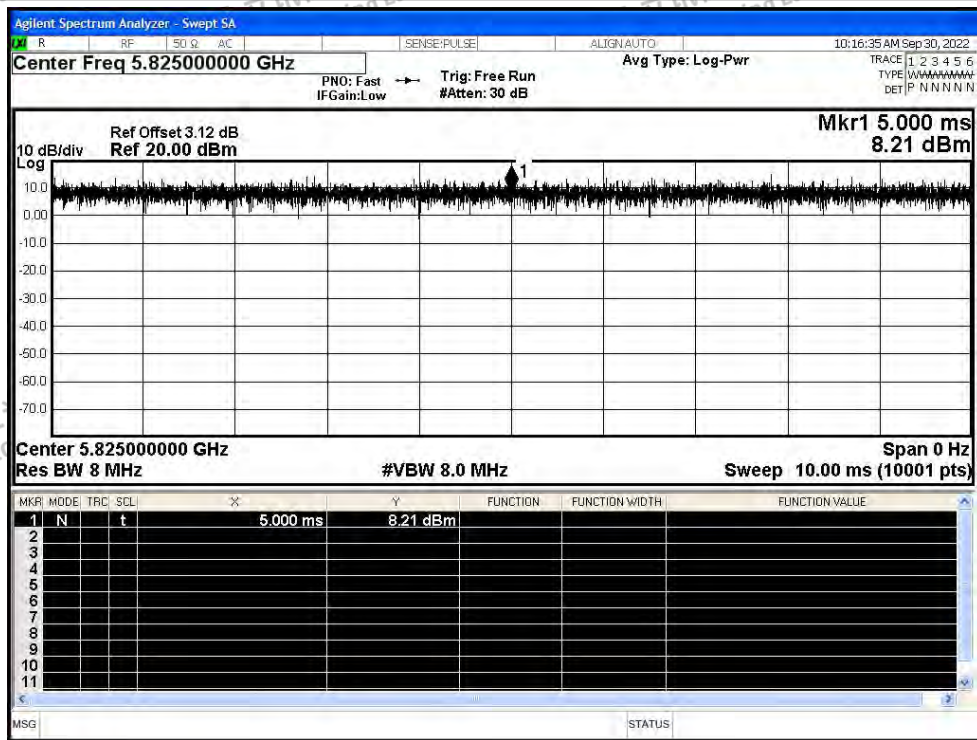 Agilent Spectrum Analyzer - Swept SA
LXI R RF 50 Ω AC SENSE:PULSE ALIGN AUTO 10:16:35 AM Sep 30, 2022
Center Freq 5.825000000 GHz
Avg Type: Log-Pwr
TRACE 1 2 3 4 5 6
PNO: Fast
Trig: Free Run
TYPE
IFGain:Low
#Atten: 30 dB
DET P N N N N N
Mkr1 5.000 ms
Ref Offset 3.12 dB
10 dB/div Ref 20.00 dBm
8.21 dBm
Log
1
10.0
0.00
-10.0
-20.0
-30.0
-40.0
-50.0
-60.0
-70.0
Center 5.825000000 GHz Span 0 Hz
Res BW 8 MHz #VBW 8.0 MHz Sweep 10.00 ms (10001 pts)
MKR MODE TRC SCL X Y FUNCTION FUNCTION WIDTH FUNCTION VALUE
1 N t 5.000 ms 8.21 dBm
2
3
4
5
6
7
8
9
10
11
MSG STATUS